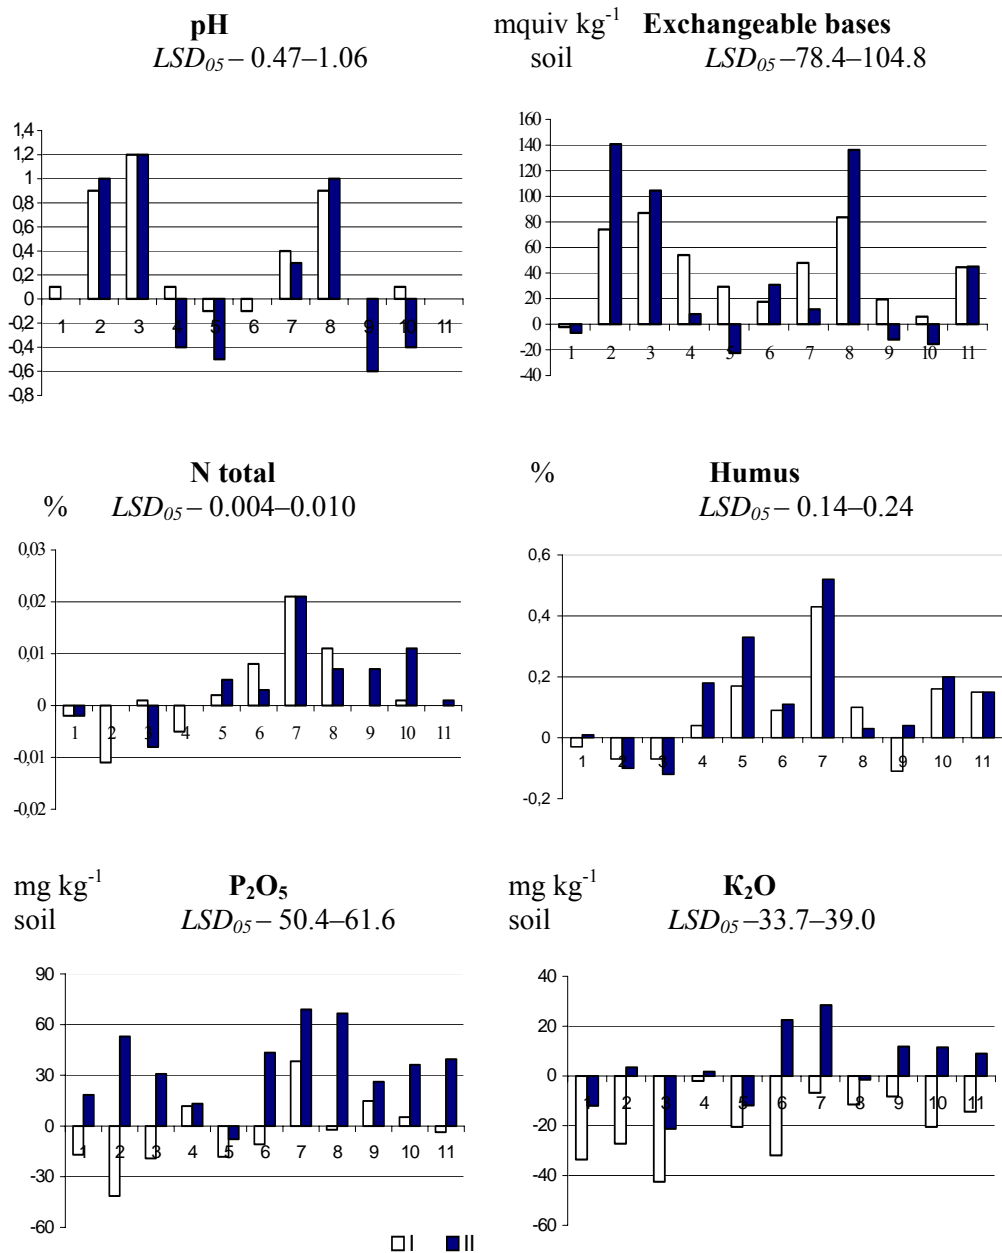 pH
LSD05 – 0.47–1.06
1,4
1,2
1
0,8
0,6
0,4
0,2
0
-0,2
-0,4
-0,6
-0,8
1 2 3 4 5 6 7 8 9 10 11
mquiv kg-1 Exchangeable bases
soil LSD05 –78.4–104.8
160
140
120
100
80
60
40
20
0
-20
-40
1 2 3 4 5 6 7 8 9 10 11
N total
% LSD05 – 0.004–0.010
0,03
0,02
0,01
0
-0,01
-0,02
1 2 3 4 5 6 7 8 9 10 11
% Humus
LSD05 – 0.14–0.24
0,6
0,4
0,2
0
-0,2
1 2 3 4 5 6 7 8 9 10 11
mg kg-1 P2O5
soil LSD05 – 50.4–61.6
90
60
30
0
-30
-60
1 2 3 4 5 6 7 8 9 10 11
mg kg-1 K2O
soil LSD05 –33.7–39.0
40
20
0
-20
-40
-60
1 2 3 4 5 6 7 8 9 10 11
I II